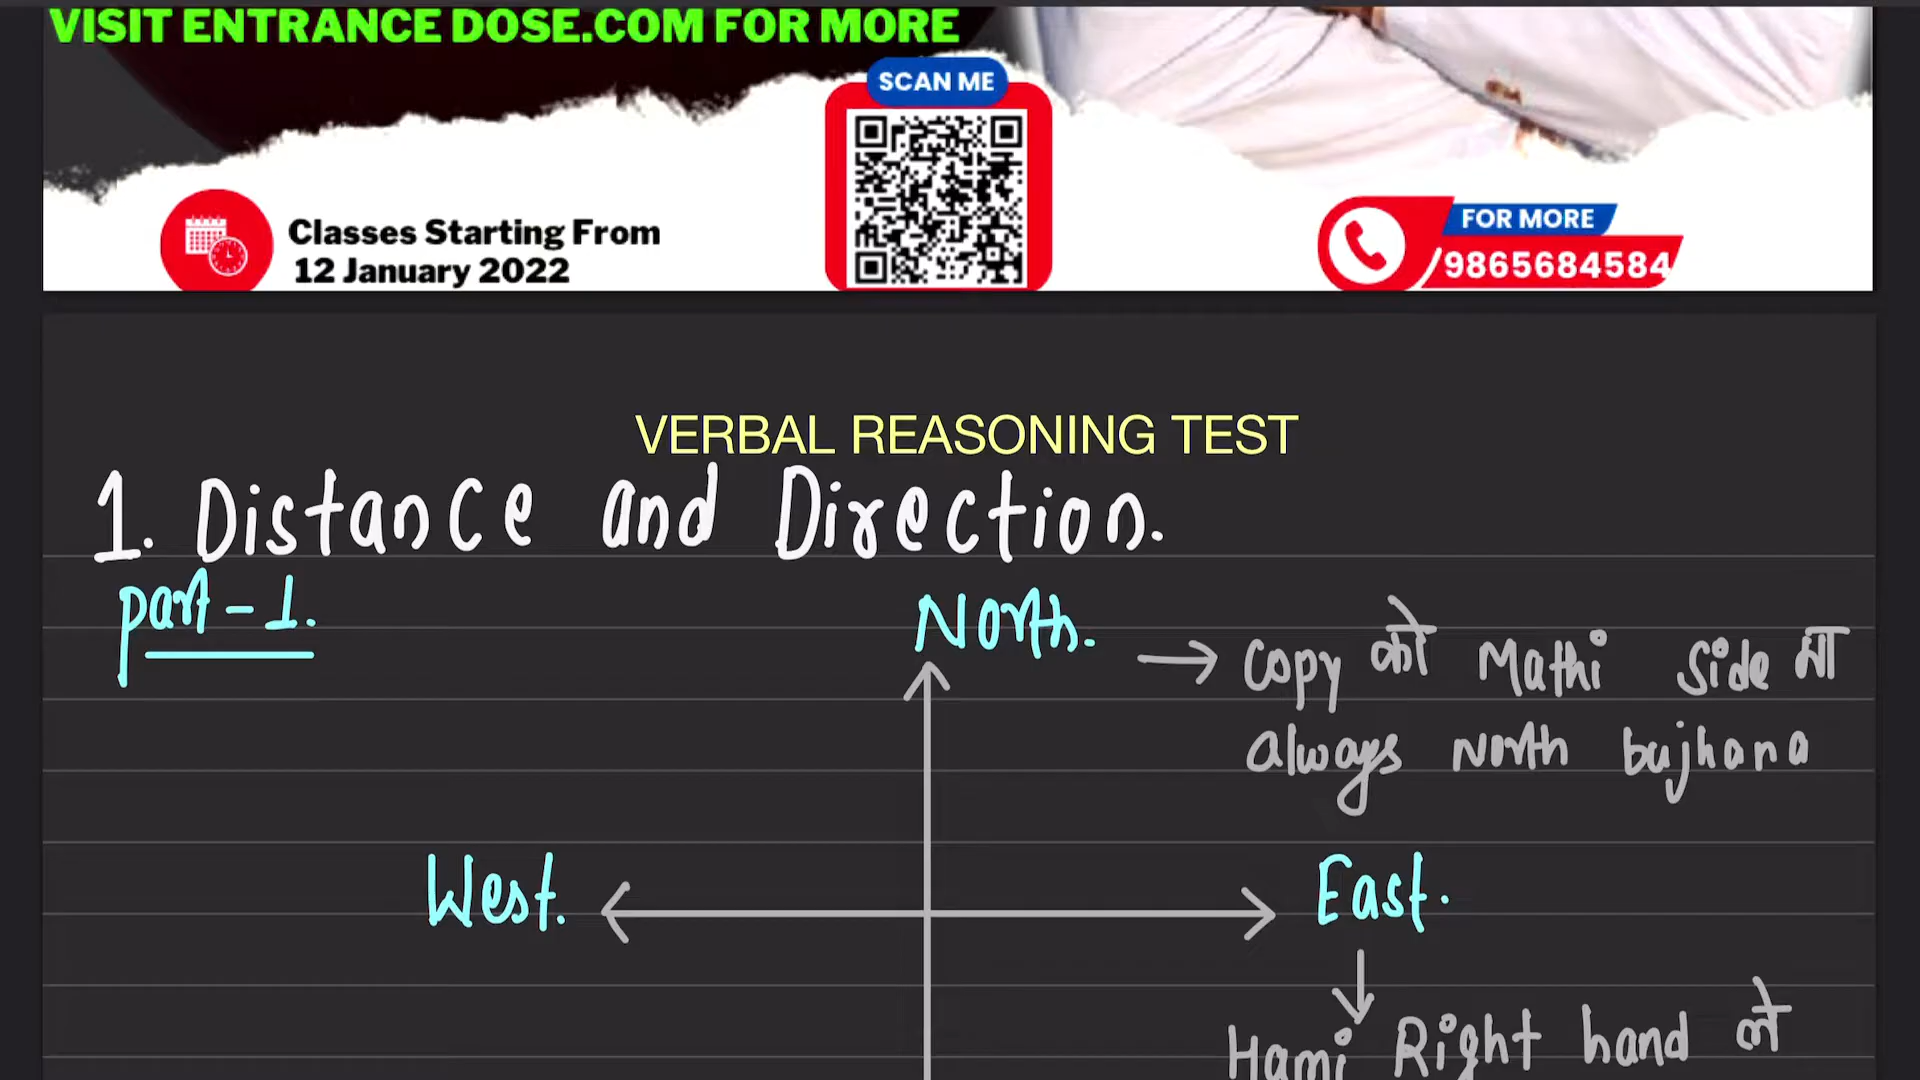 VISIT ENTRANCE DOSE.COM FOR MORE
SCAN ME
Classes Starting From
12 January 2022
FOR MORE
9865684584
VERBAL REASONING TEST
1. Distance and Direction.
part - 1.
North.
→ Copy को Mathi side मा
always North bujhana
West.
East.
Hami Right hand ले